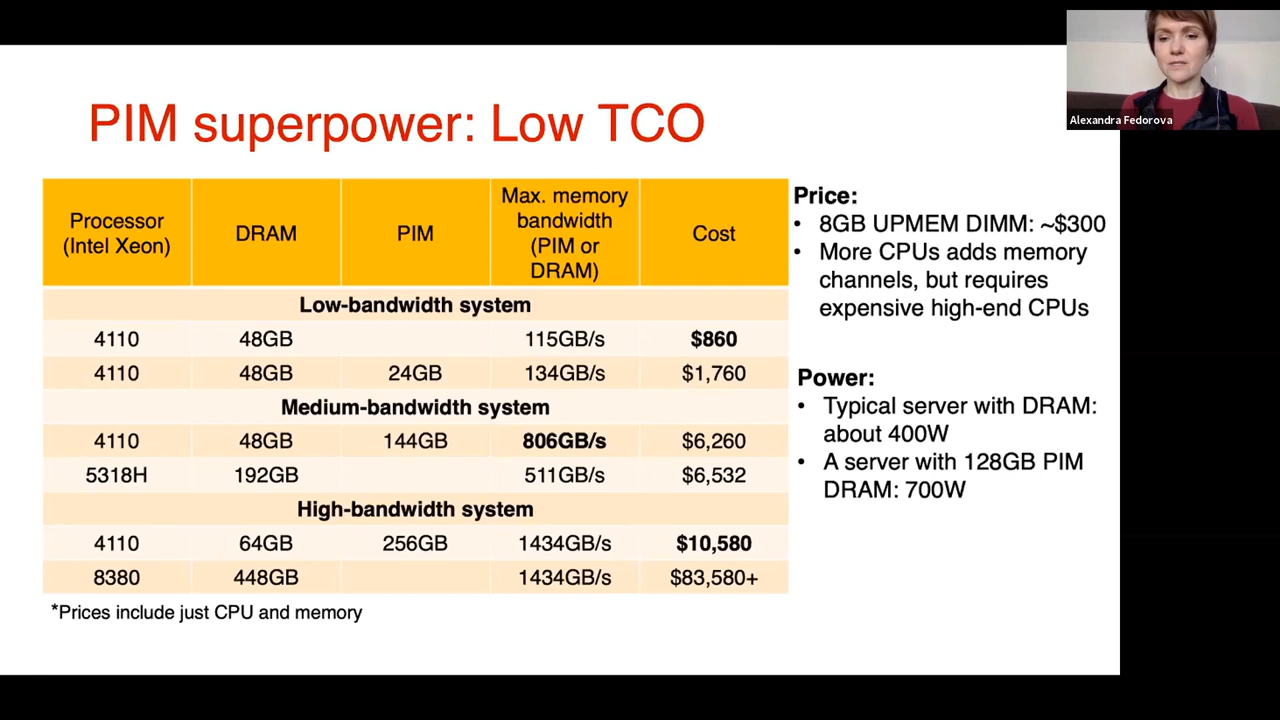 PIM superpower: Low TCO
Alexandra Fedorova
Processor (Intel Xeon) DRAM PIM Max. memory bandwidth (PIM or DRAM) Cost
Low-bandwidth system
4110 48GB 115GB/s $860
4110 48GB 24GB 134GB/s $1,760
Medium-bandwidth system
4110 48GB 144GB 806GB/s $6,260
5318H 192GB 511GB/s $6,532
High-bandwidth system
4110 64GB 256GB 1434GB/s $10,580
8380 448GB 1434GB/s $83,580+
*Prices include just CPU and memory
Price:
• 8GB UPMEM DIMM: ~$300
• More CPUs adds memory
channels, but requires
expensive high-end CPUs
Power:
• Typical server with DRAM:
about 400W
• A server with 128GB PIM
DRAM: 700W